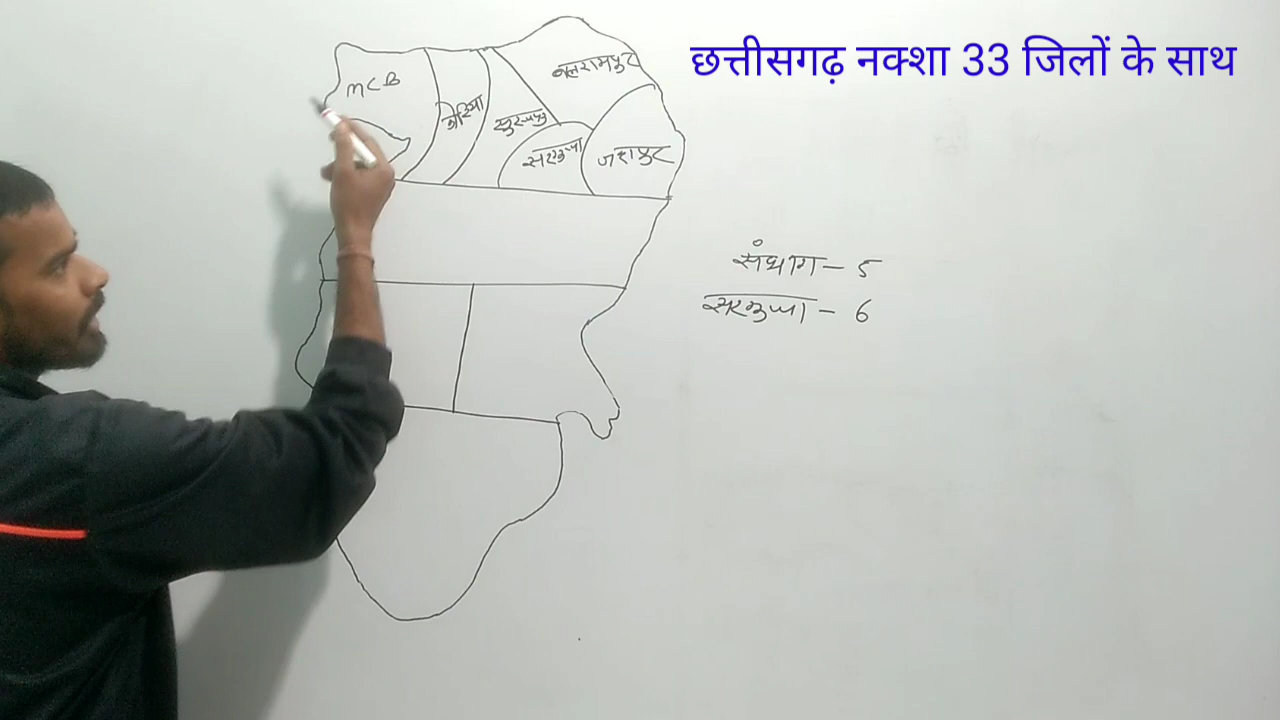 छत्तीसगढ़ नक्शा 33 जिलों के साथ
MCB
कोरिया
सुरजपुर
बलरामपुर
सरगुजा
जशपुर
संभाग – 5
सरगुजा – 6